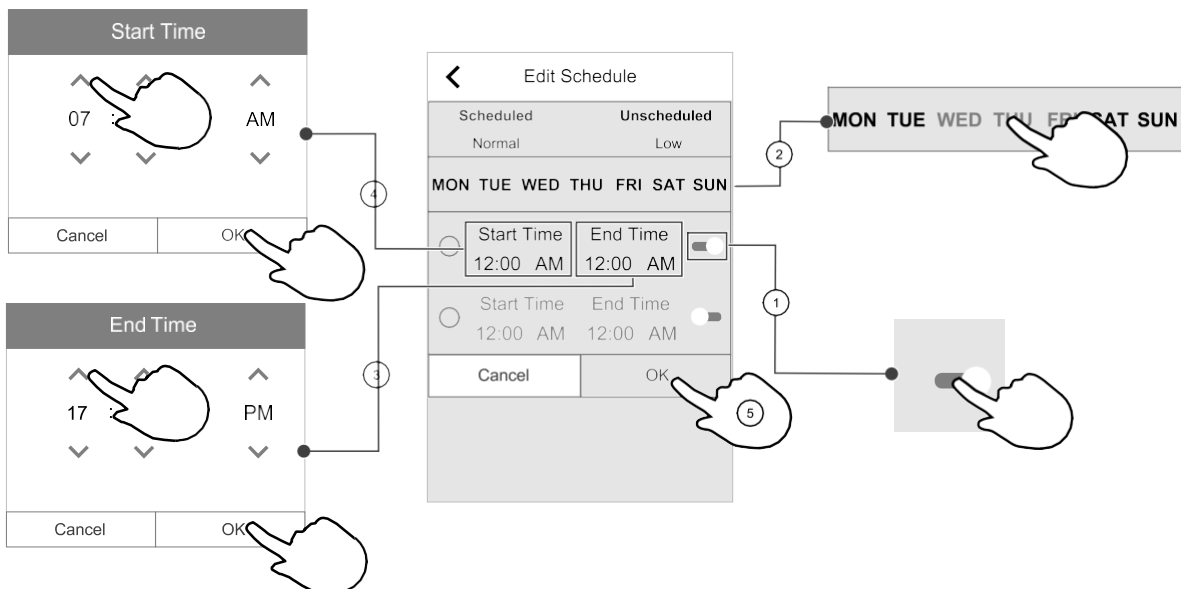 Start Time
07 :
AM
Cancel OK
End Time
17 :
PM
Cancel OK
Edit Schedule
Scheduled Unscheduled
Normal Low
MON TUE WED THU FRI SAT SUN
Start Time End Time
12:00 AM 12:00 AM
Start Time End Time
12:00 AM 12:00 AM
Cancel OK
MON TUE WED THU FRI SAT SUN
4
3
2
1
5